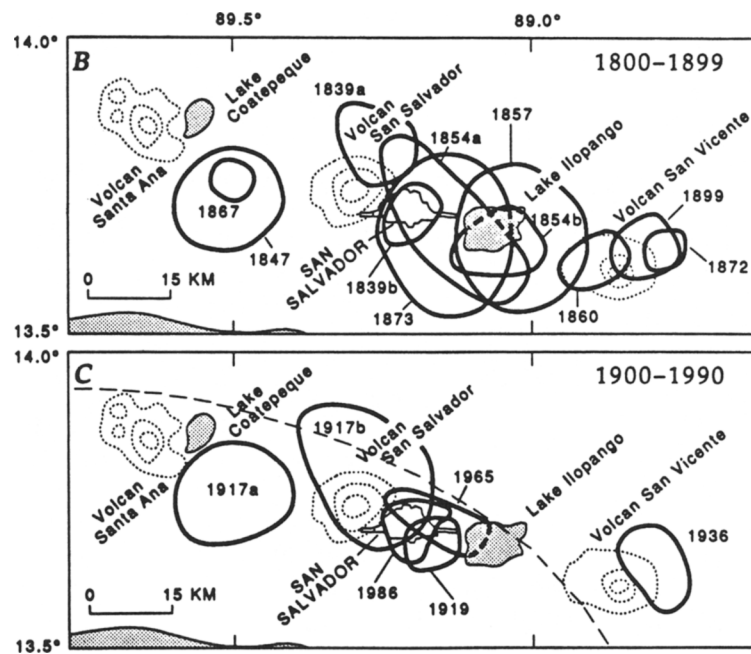 89.5° 89.0°
14.0°
B
1800–1899
Lake
Coatepeque
Volcan
Santa Ana
1867
1847
0 15 KM
1839a
Volcan
San Salvador
1854a
1857
Lake Ilopango
Volcan San Vicente
1899
1854b
1872
SAN
SALVADOR
1839b
1873
1860
13.5°
14.0°
C
1900–1990
Lake
Coatepeque
Volcan
Santa Ana
1917a
0 15 KM
1917b
Volcan
San Salvador
1965
Lake Ilopango
Volcan San Vicente
1936
SAN
SALVADOR
1986
1919
13.5°